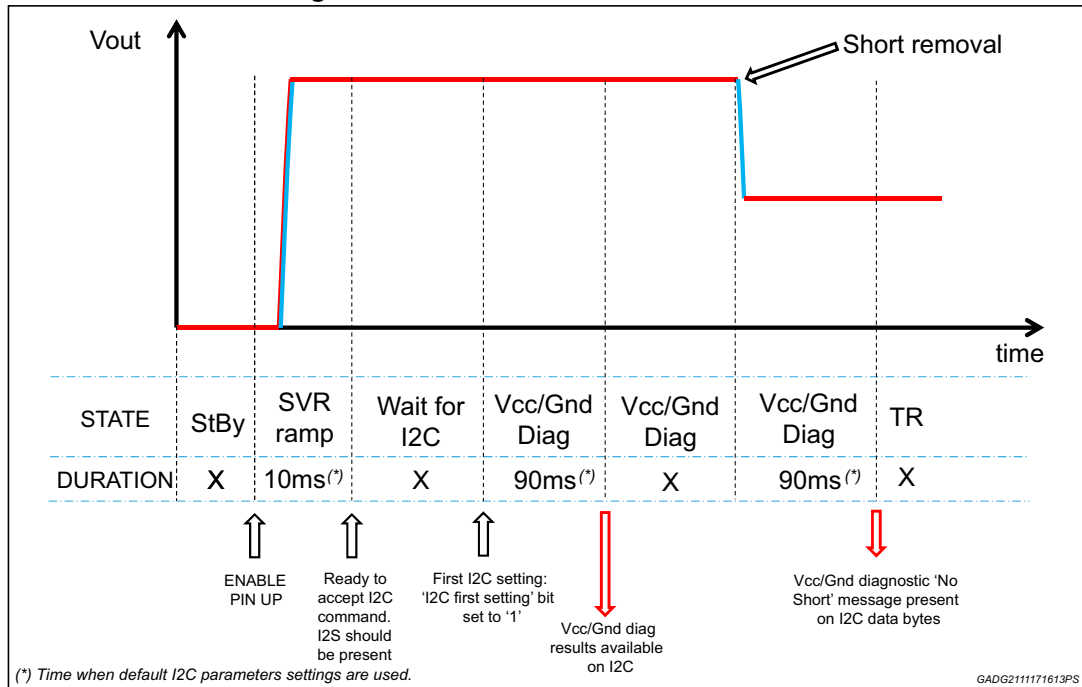 Vout
Short removal
time
STATE
StBy
SVR
ramp
Wait for
I2C
Vcc/Gnd
Diag
Vcc/Gnd
Diag
Vcc/Gnd
Diag
TR
DURATION
X
10ms(*)
X
90ms(*)
X
90ms(*)
X
ENABLE
PIN UP
Ready to
accept I2C
command.
I2S should
be present
First I2C setting:
‘I2C first setting’ bit
set to ‘1’
Vcc/Gnd diag
results available
on I2C
Vcc/Gnd diagnostic ‘No
Short’ message present
on I2C data bytes
(*) Time when default I2C parameters settings are used.
GADG2111171613PS